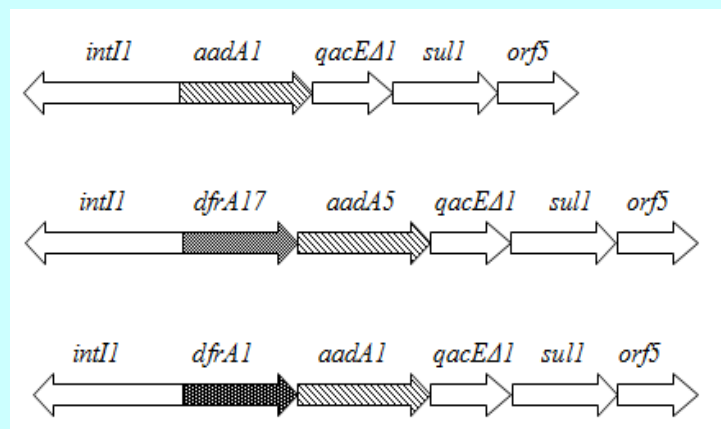 intI1 aadA1 qacEΔ1 sul1 orf5
intI1 dfrA17 aadA5 qacEΔ1 sul1 orf5
intI1 dfrA1 aadA1 qacEΔ1 sul1 orf5